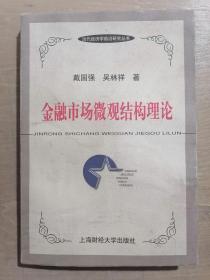 当代经济学前沿研究丛书
戴国强 吴林祥 著
金融市场微观结构理论
JINRONG SHICHANG WEIGUAN JIEGOU LILUN
上海财经大学出版社